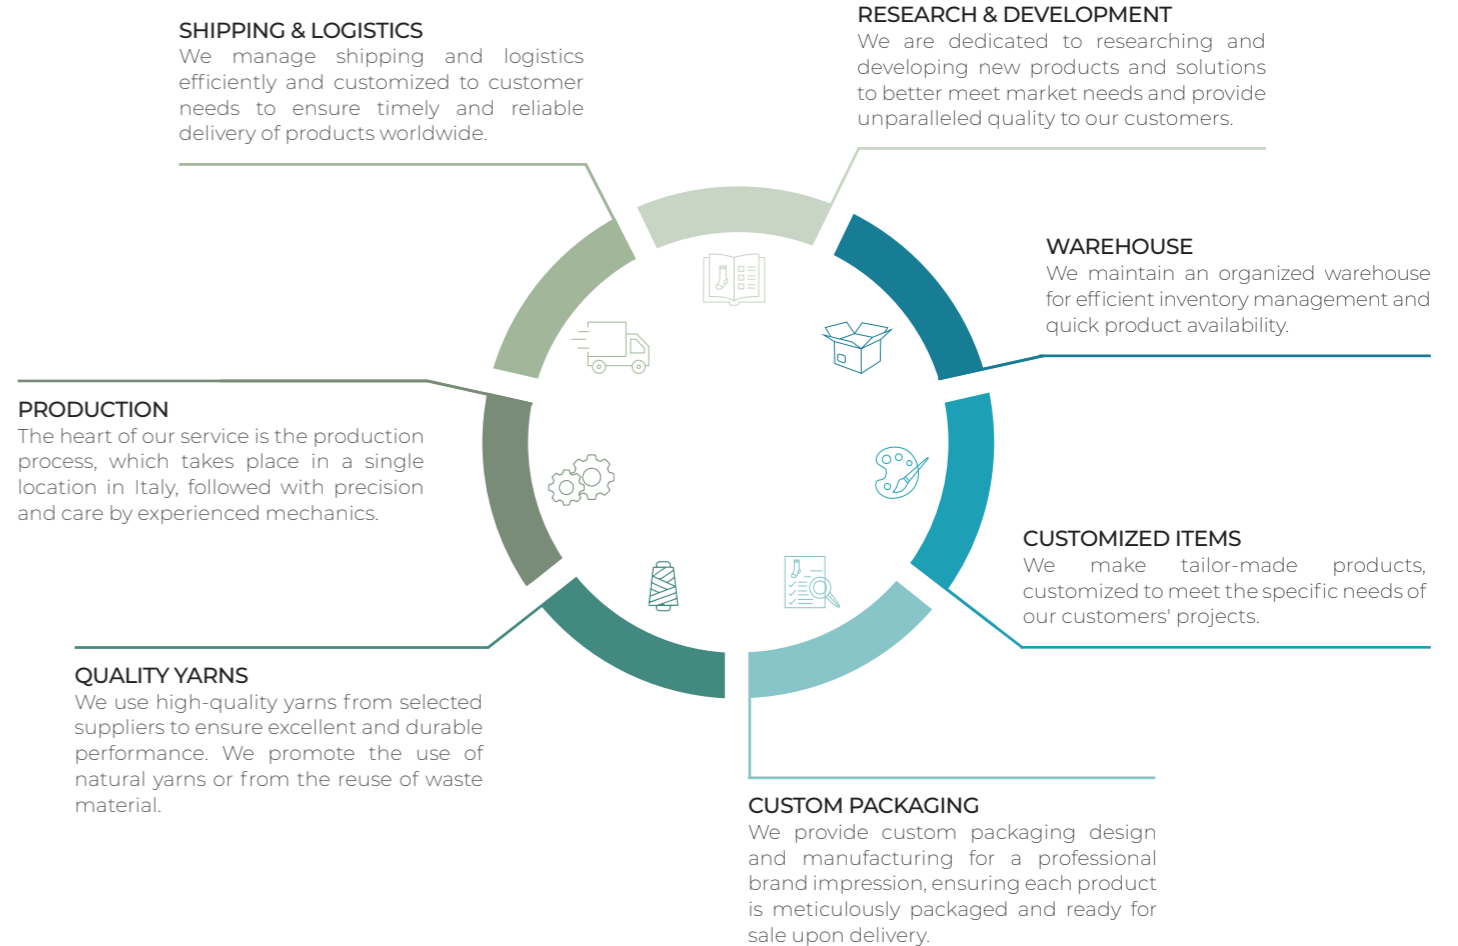 SHIPPING & LOGISTICS
We manage shipping and logistics
efficiently and customized to customer
needs to ensure timely and reliable
delivery of products worldwide.
RESEARCH & DEVELOPMENT
We are dedicated to researching and
developing new products and solutions
to better meet market needs and provide
unparalleled quality to our customers.
WAREHOUSE
We maintain an organized warehouse
for efficient inventory management and
quick product availability.
PRODUCTION
The heart of our service is the production
process, which takes place in a single
location in Italy, followed with precision
and care by experienced mechanics.
CUSTOMIZED ITEMS
We make tailor-made products,
customized to meet the specific needs of
our customers' projects.
QUALITY YARNS
We use high-quality yarns from selected
suppliers to ensure excellent and durable
performance. We promote the use of
natural yarns or from the reuse of waste
material.
CUSTOM PACKAGING
We provide custom packaging design
and manufacturing for a professional
brand impression, ensuring each product
is meticulously packaged and ready for
sale upon delivery.